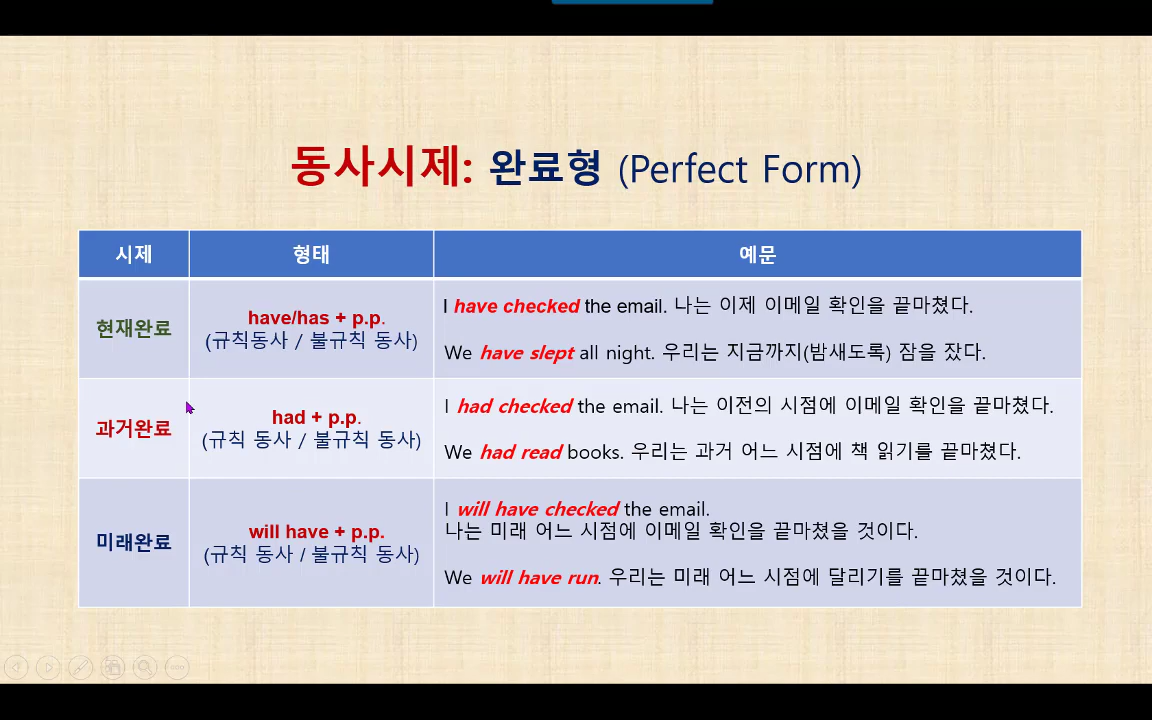 동사시제: 완료형 (Perfect Form)
시제
형태
예문
현재완료
have/has + p.p.
(규칙동사 / 불규칙 동사)
I have checked the email. 나는 이제 이메일 확인을 끝마쳤다.
We have slept all night. 우리는 지금까지(밤새도록) 잠을 잤다.
과거완료
had + p.p.
(규칙 동사 / 불규칙 동사)
I had checked the email. 나는 이전의 시점에 이메일 확인을 끝마쳤다.
We had read books. 우리는 과거 어느 시점에 책 읽기를 끝마쳤다.
미래완료
will have + p.p.
(규칙 동사 / 불규칙 동사)
I will have checked the email.
나는 미래 어느 시점에 이메일 확인을 끝마쳤을 것이다.
We will have run. 우리는 미래 어느 시점에 달리기를 끝마쳤을 것이다.